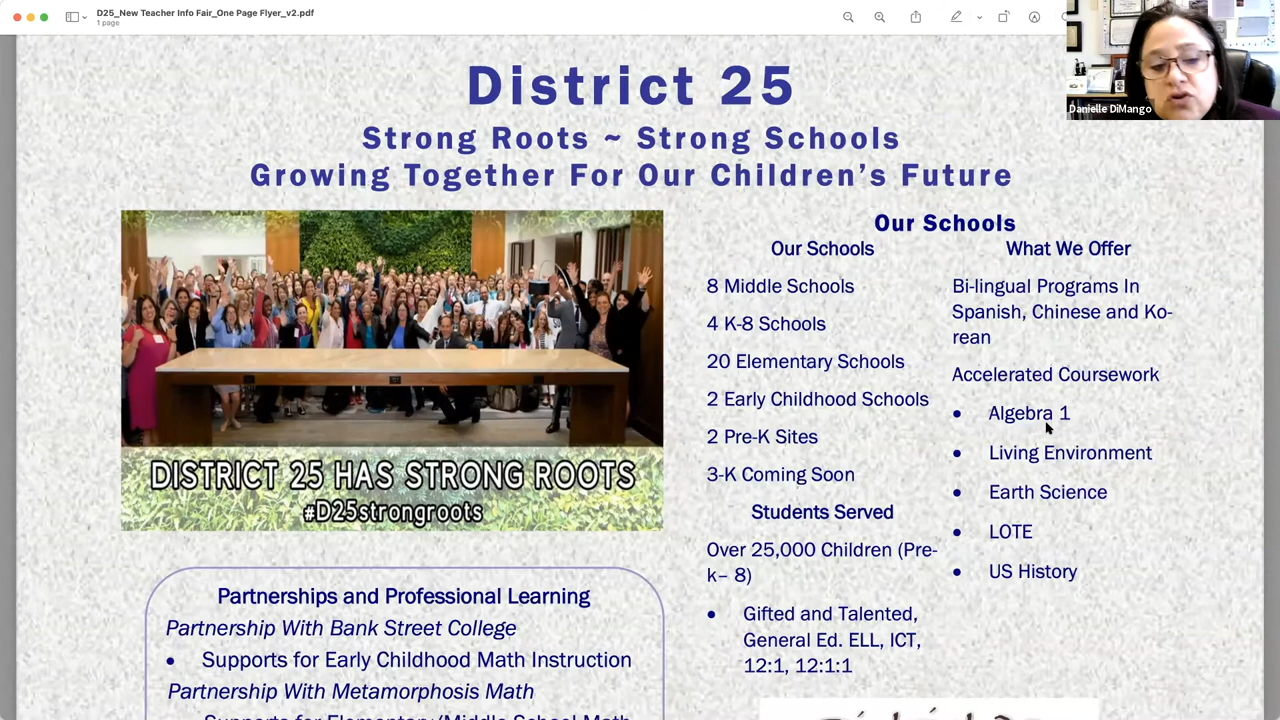 D25_New Teacher Info Fair_One Page Flyer_v2.pdf
1 page
Danielle DiMango
District 25
Strong Roots ~ Strong Schools
Growing Together For Our Children's Future
DISTRICT 25 HAS STRONG ROOTS
#D25strongroots
Partnerships and Professional Learning
Partnership With Bank Street College
• Supports for Early Childhood Math Instruction
Partnership With Metamorphosis Math
Supports for Elementary/Middle School Math
Our Schools
Our Schools
8 Middle Schools
4 K-8 Schools
20 Elementary Schools
2 Early Childhood Schools
2 Pre-K Sites
3-K Coming Soon
Students Served
Over 25,000 Children (Pre-
k– 8)
• Gifted and Talented,
General Ed. ELL, ICT,
12:1, 12:1:1
What We Offer
Bi-lingual Programs In
Spanish, Chinese and Ko-
rean
Accelerated Coursework
• Algebra 1
• Living Environment
• Earth Science
• LOTE
• US History